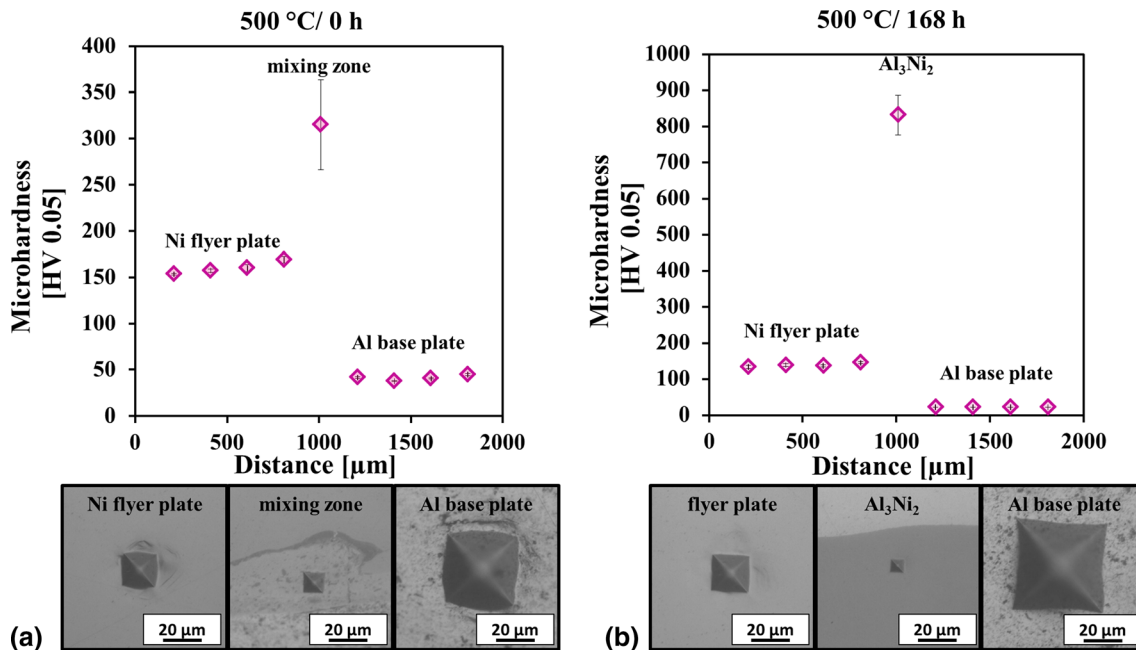 500 °C/ 0 h
400
350
300
250
200
150
100
50
0
Microhardness
[HV 0.05]
mixing zone
Ni flyer plate
Al base plate
0
500
1000
1500
2000
Distance [µm]
Ni flyer plate
mixing zone
Al base plate
20 µm
20 µm
20 µm
(a)
500 °C/ 168 h
1000
900
800
700
600
500
400
300
200
100
0
Microhardness
[HV 0.05]
Al₃Ni₂
Ni flyer plate
Al base plate
0
500
1000
1500
2000
Distance [µm]
flyer plate
Al₃Ni₂
Al base plate
20 µm
20 µm
20 µm
(b)